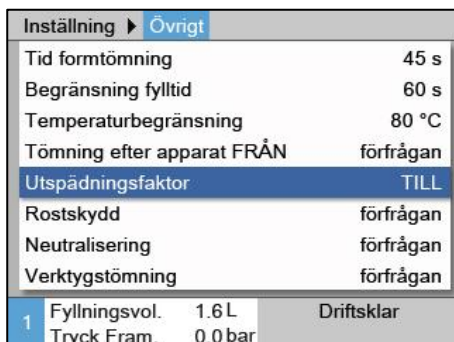 Inställning ▶ Övrigt
Tid formtömning 45 s
Begränsning fylltid 60 s
Temperaturbegränsning 80 °C
Tömning efter apparat FRÅN förfrågan
Utspädningsfaktor TILL
Rostskydd förfrågan
Neutralisering förfrågan
Verktygstömning förfrågan
1 Fyllningsvol. 1.6 L Driftsklar
Tryck Fram. 0.0 bar